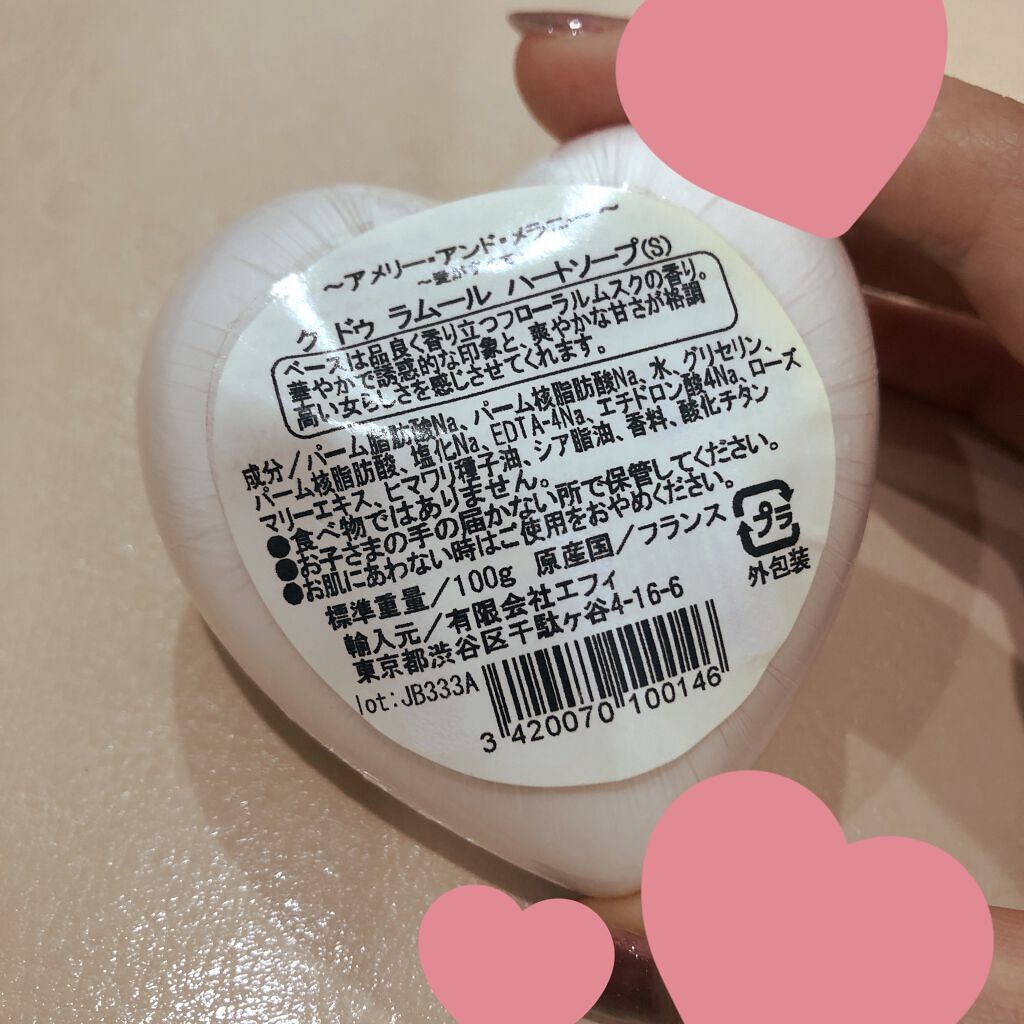 ～アメリー・アンド・メラニー～
ク ドゥ ラムール ハートソープ(S)
ベースは品良く香り立つフローラルムスクの香り。
華やかで誘惑的な印象と、爽やかな甘さが格調
高い女らしさを感じさせてくれます。
成分／パーム脂肪酸Na、パーム核脂肪酸Na、水、グリセリン、
パーム核脂肪酸、塩化Na、EDTA-4Na、エチドロン酸4Na、ローズ
マリーエキス、ヒマワリ種子油、シア脂油、香料、酸化チタン
●食べ物ではありません。
●お子さまの手の届かない所で保管してください。
●お肌にあわない時はご使用をおやめください。
標準重量／100g 原産国／フランス
輸入元／有限会社エフィ
東京都渋谷区千駄ヶ谷4-16-6
プラ
外包装
lot:JB333A
3 420070 100146